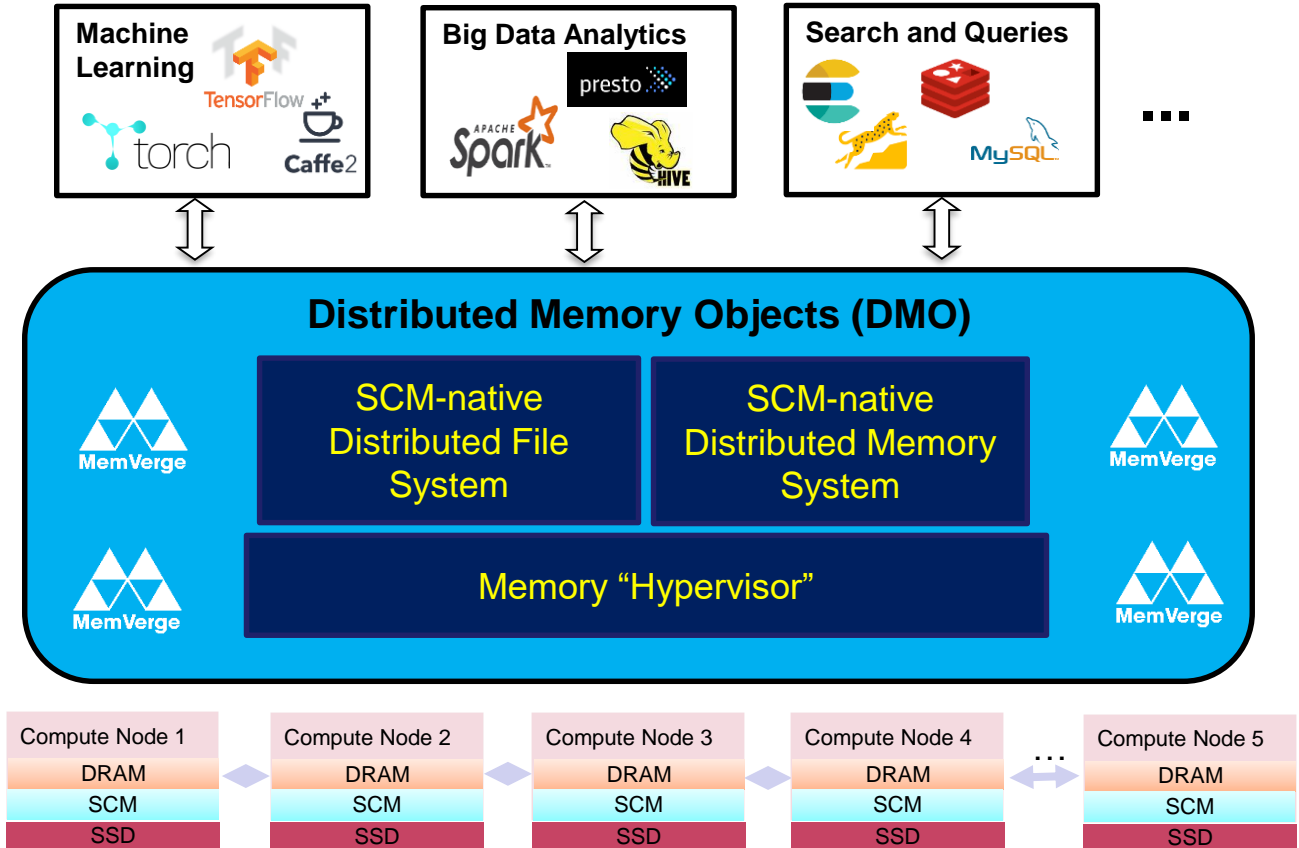 Machine
Learning
TensorFlow
torch
Caffe2
Big Data Analytics
presto
APACHE
Spark
HIVE
Search and Queries
MySQL
...
Distributed Memory Objects (DMO)
SCM-native
Distributed File
System
SCM-native
Distributed Memory
System
MemVerge
MemVerge
Memory “Hypervisor”
MemVerge
MemVerge
Compute Node 1
DRAM
SCM
SSD
Compute Node 2
DRAM
SCM
SSD
Compute Node 3
DRAM
SCM
SSD
Compute Node 4
DRAM
SCM
SSD
...
Compute Node 5
DRAM
SCM
SSD